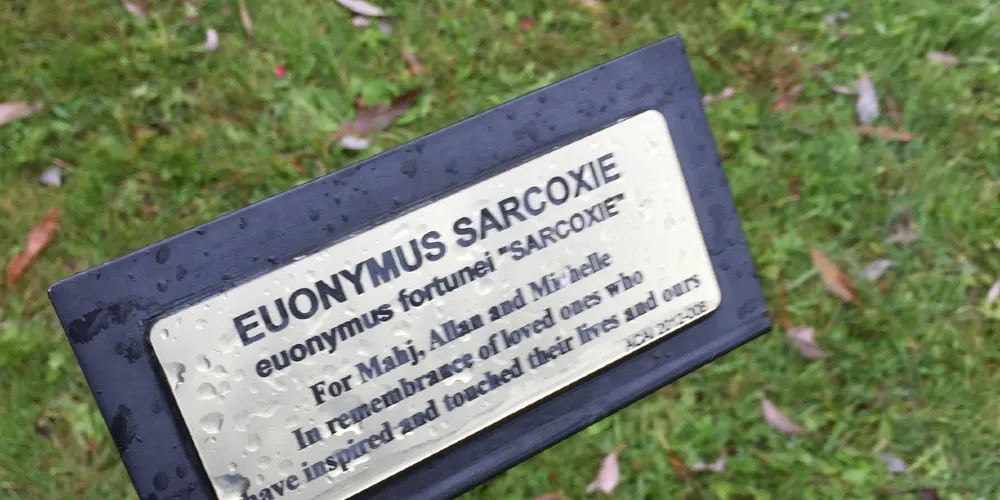 EUONYMUS SARCOXIE
euonymus fortunei "SARCOXIE"
For Mahj, Allan and Michelle
In remembrance of loved ones who
have inspired and touched their lives and ours